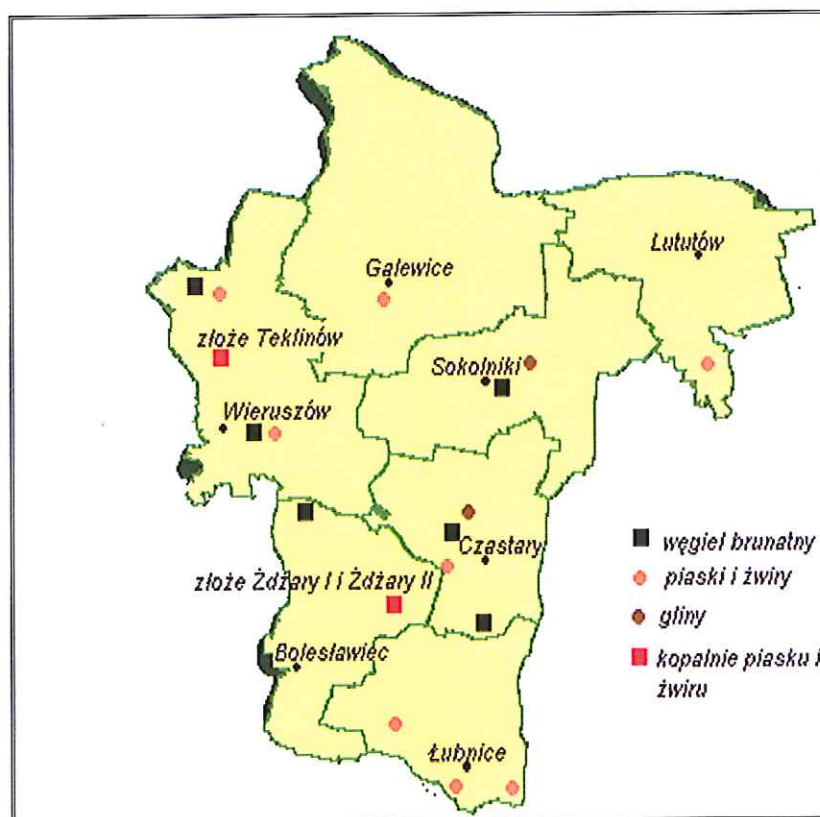 Lututów
Galewice
złoże Teklinów
Sokolniki
Wieruszów
węgiel brunatny
Czastary
piaski i żwiry
złoże Żdżary I i Żdżary II
gliny
Bolesławiec
kopalnie piasku i
żwiru
Łubnice